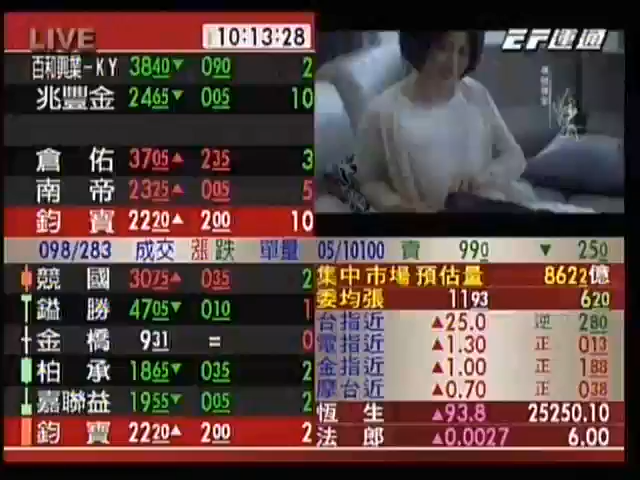 LIVE 10:13:28
百和興業-KY 3840▼ 090 2
兆豐金 2465▼ 005 10
倉佑 3705▲ 235 3
南帝 2325▲ 005 5
鈞寶 2220▲ 200 10
098/283 成交 漲跌 單量
競國 3075▲ 035 2
鎰勝 4705▼ 010 1
金橋 931 = 0
柏承 1865▼ 035 2
嘉聯益 1955▼ 005 2
鈞寶 2220▲ 200 2
EF運通
05/10100 賣 990 ▼ 250
集中市場預估量 8622億
委均張 1193 620
台指近 ▲25.0 逆 280
電指近 ▲1.30 正 013
金指近 ▲1.00 正 188
摩台近 ▲0.70 正 038
恆生 ▲93.8 25250.10
法郎 ▲0.0027 6.00